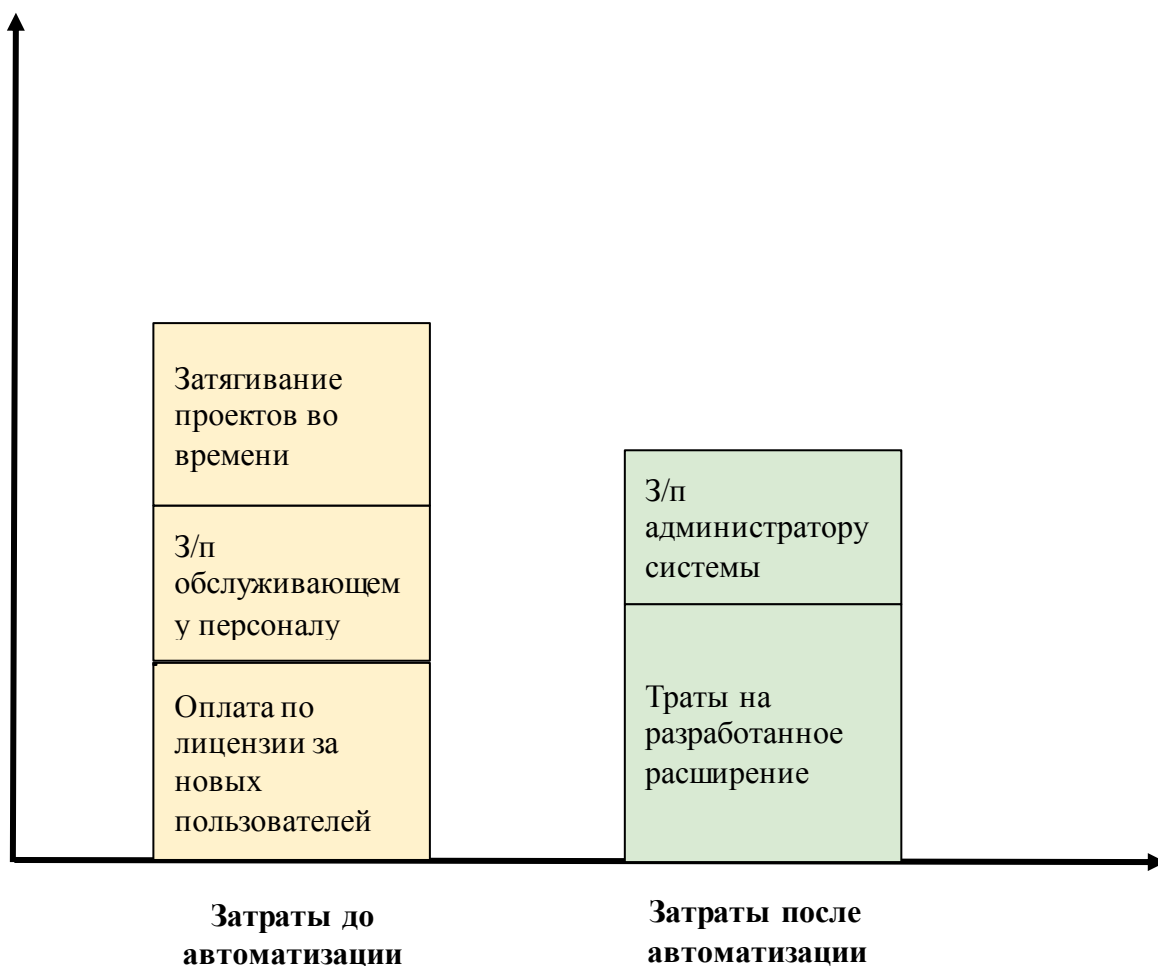 Затягивание
проектов во
времени
З/п
обслуживающем
у персоналу
Оплата по
лицензии за
новых
пользователей
З/п
администратору
системы
Траты на
разработанное
расширение
Затраты до
автоматизации
Затраты после
автоматизации